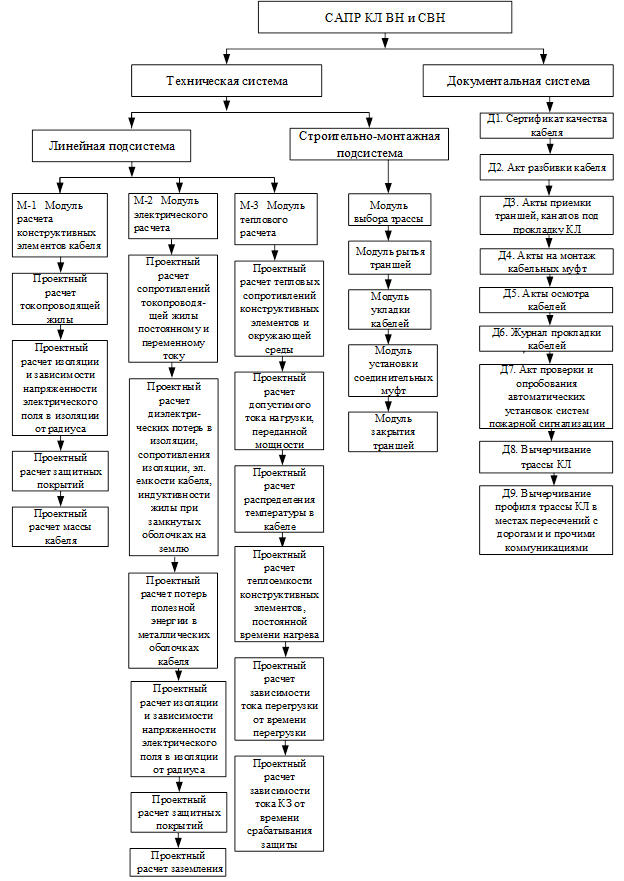 САПР КЛ ВН и СВН
Техническая система
Документальная система
Линейная подсистема
Строительно-монтажная
подсистема
М-1 Модуль
расчета
конструктивных
элементов кабеля
Проектный
расчет
токопроводящей
жилы
Проектный
расчет изоляции
и зависимости
напряженности
электрического
поля в изоляции
от радиуса
Проектный
расчет защитных
покрытий
Проектный
расчет массы
кабеля
М-2 Модуль
электрического
расчета
Проектный
расчет
сопротивлений
токопроводя-
щей жилы
постоянному и
переменному
току
Проектный
расчет
диэлектри-
ческих потерь в
изоляции,
сопротивления
изоляции, эл.
емкости кабеля,
индуктивности
жилы при
замкнутых
оболочках на
землю
Проектный
расчет потерь
полезной
энергии в
металлических
оболочках
кабеля
Проектный
расчет изоляции
и зависимости
напряженности
электрического
поля в изоляции
от радиуса
Проектный
расчет защитных
покрытий
Проектный
расчет заземления
М-3 Модуль
теплового
расчета
Проектный
расчет тепловых
сопротивлений
конструктивных
элементов и
окружающей
среды
Проектный
расчет
допустимого
тока нагрузки,
переданной
мощности
Проектный
расчет
распределения
температуры в
кабеле
Проектный
расчет
теплоемкости
конструктивных
элементов,
постоянной
времени нагрева
Проектный
расчет
зависимости
тока перегрузки
от времени
перегрузки
Проектный
расчет
зависимости
тока КЗ от
времени
срабатывания
защиты
Модуль
выбора трассы
Модуль рытья
траншей
Модуль
укладки
кабелей
Модуль
установки
соединительных
муфт
Модуль
закрытия
траншей
Д1. Сертификат качества
кабеля
Д2. Акт разбивки кабеля
Д3. Акты приемки
траншей, каналов под
прокладку КЛ
Д4. Акты на монтаж
кабельных муфт
Д5. Акты осмотра
кабелей
Д6. Журнал прокладки
кабелей
Д7. Акт проверки и
опробования
автоматических
установок систем
пожарной сигнализации
Д8. Вычерчивание
трассы КЛ
Д9. Вычерчивание
профиля трассы КЛ в
местах пересечений с
дорогами и прочими
коммуникациями